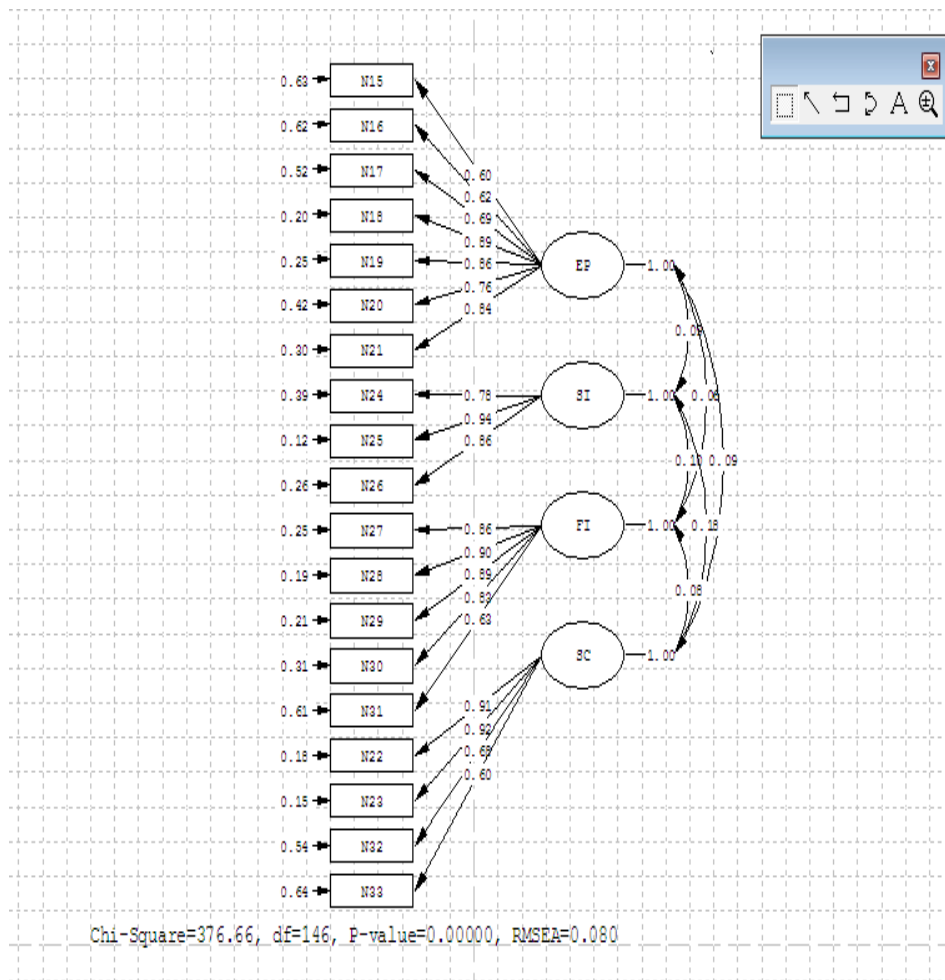 A
0.63 N15
0.62 N16
0.52 N17
0.60
0.62
0.20 N18
0.69
0.89
0.25 N19
0.86
EP
1.00
0.76
0.42 N20
0.84
0.30 N21
0.39 N24
0.78
SI
1.00
0.94
0.12 N25
0.86
0.09
0.26 N26
0.25 N27
0.86
FI
1.00
0.18
0.90
0.19 N28
0.89
0.83
0.08
0.21 N29
0.63
0.31 N30
SC
1.00
0.61 N31
0.91
0.92
0.18 N22
0.68
0.60
0.15 N23
0.54 N32
0.64 N33
Chi-Square=376.66, df=146, P-value=0.00000, RMSEA=0.080